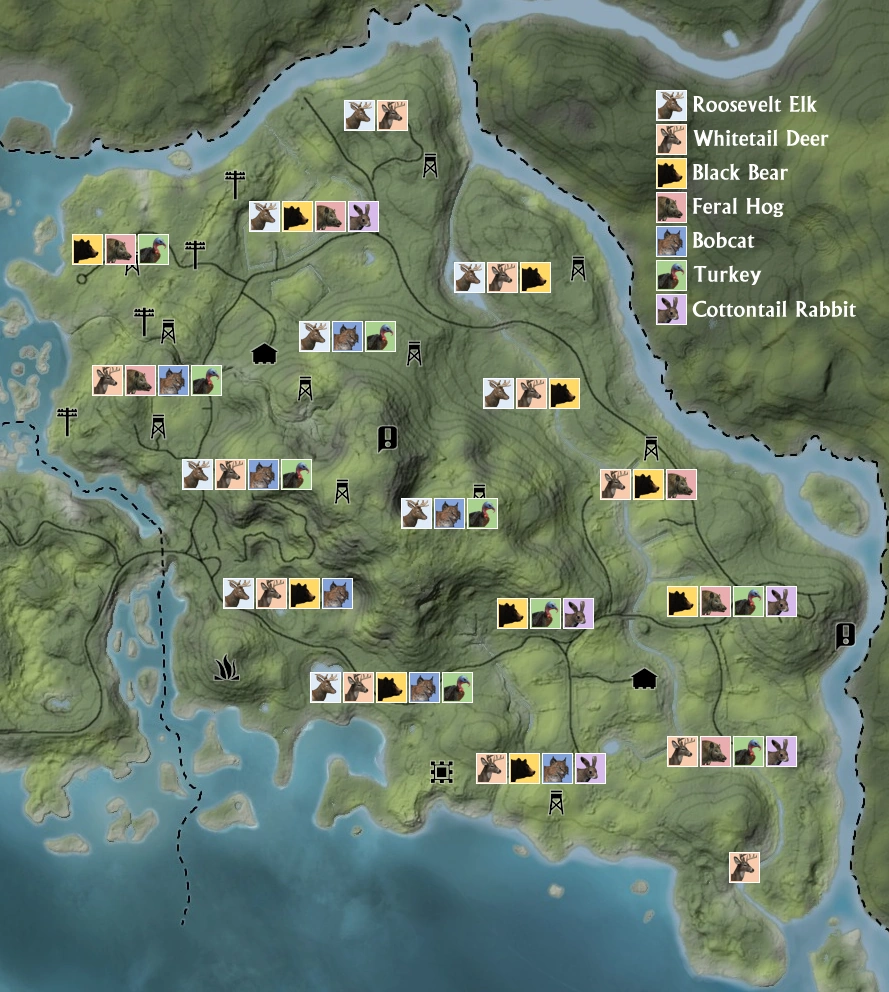 Roosevelt Elk
Whitetail Deer
Black Bear
Feral Hog
Bobcat
Turkey
Cottontail Rabbit